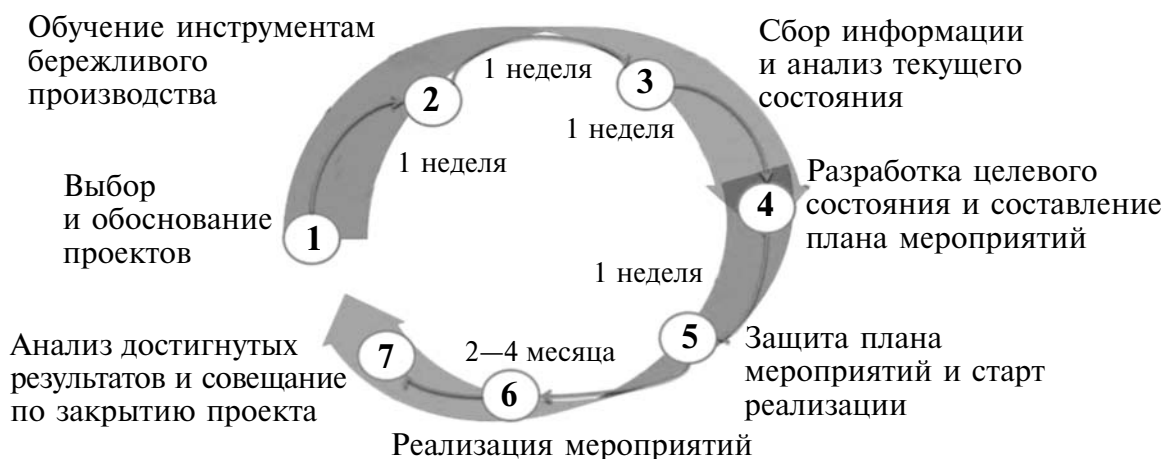 Обучение инструментам
бережливого
производства
Выбор
и обоснование
проектов
1
2
1 неделя
1 неделя
3
1 неделя
Сбор информации
и анализ текущего
состояния
4
Разработка целевого
состояния и составление
плана мероприятий
1 неделя
5
Защита плана
мероприятий и старт
реализации
2—4 месяца
6
Реализация мероприятий
7
Анализ достигнутых
результатов и совещание
по закрытию проекта